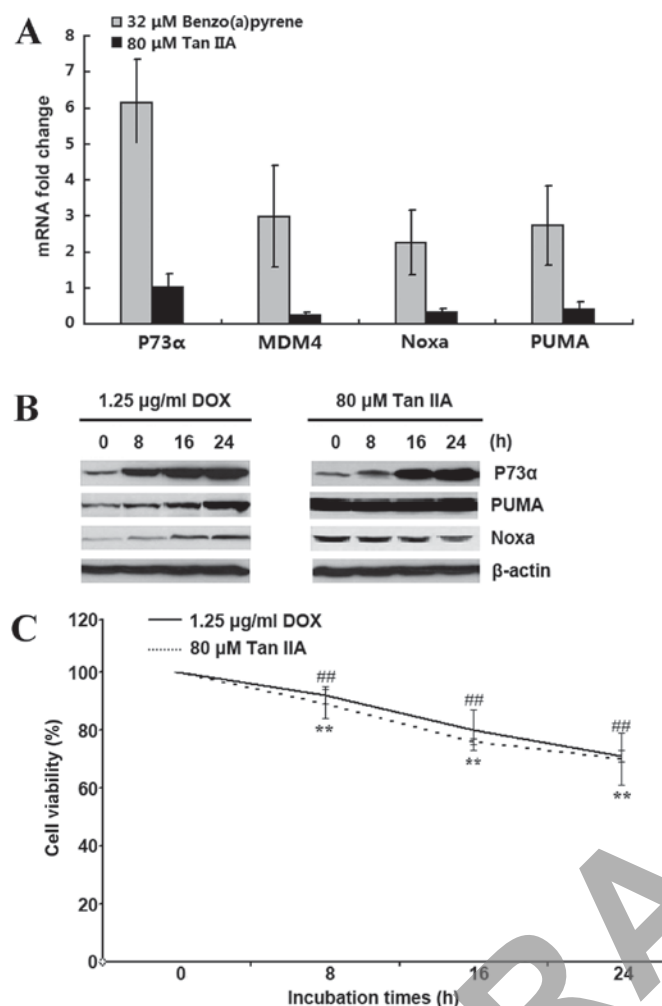 A
32 μM Benzo(a)pyrene
80 μM Tan IIA
8
7
6
5
4
3
2
1
0
mRNA fold change
P73α MDM4 Noxa PUMA
B
1.25 μg/ml DOX 80 μM Tan IIA
0 8 16 24 0 8 16 24 (h)
P73α
PUMA
Noxa
β-actin
C
1.25 μg/ml DOX
80 μM Tan IIA
120
100
80
60
40
20
0
Cell viability (%)
## ## ##
** ** **
0 8 16 24
Incubation times (h)
RA